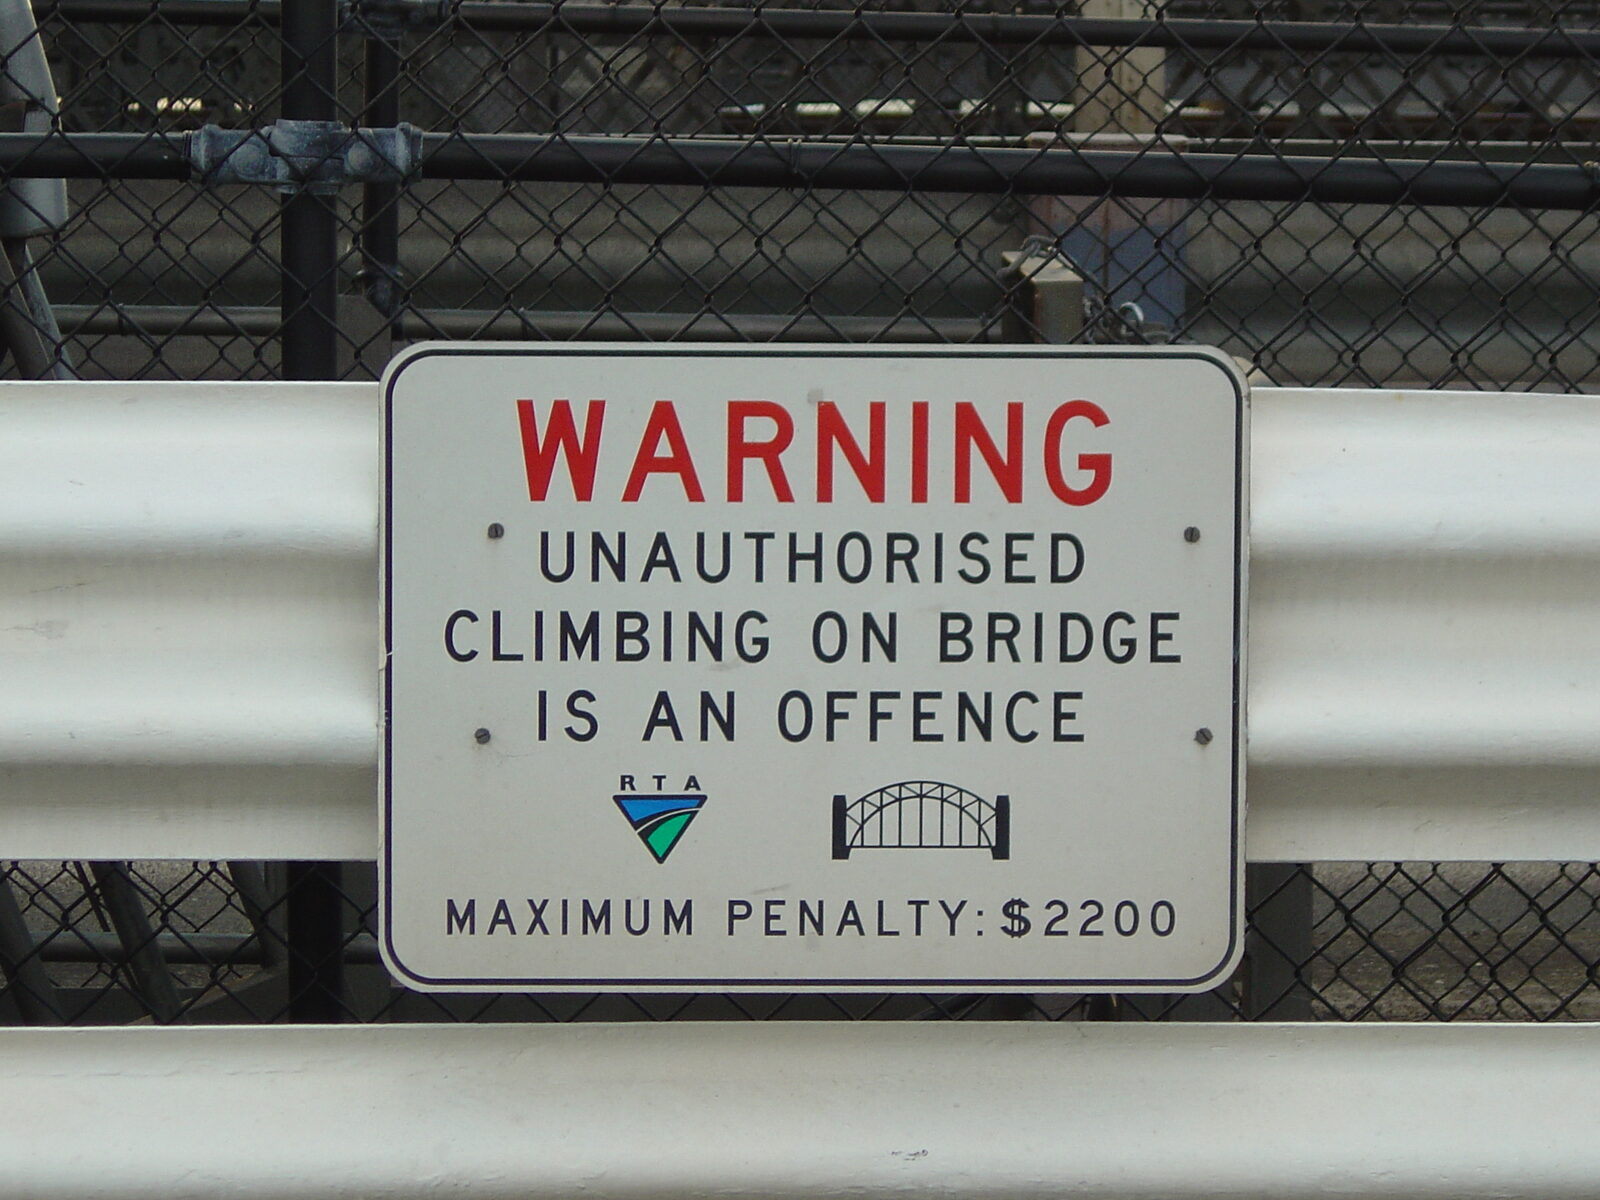 WARNING
UNAUTHORISED
CLIMBING ON BRIDGE
IS AN OFFENCE
RTA
MAXIMUM PENALTY: $2200